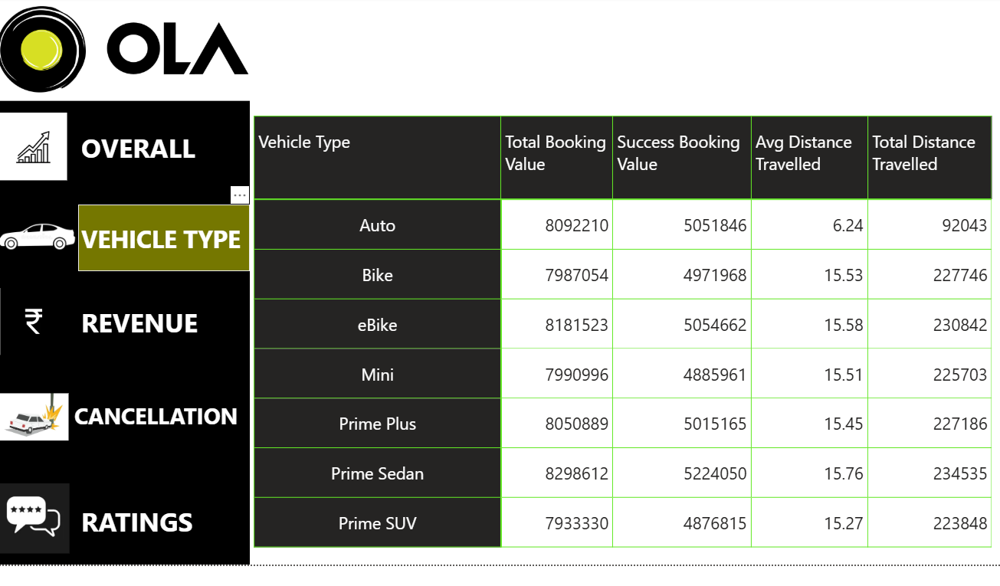 OLA
OVERALL
...
VEHICLE TYPE
₹
REVENUE
CANCELLATION
RATINGS
Vehicle Type Total Booking Value Success Booking Value Avg Distance Travelled Total Distance Travelled
Auto 8092210 5051846 6.24 92043
Bike 7987054 4971968 15.53 227746
eBike 8181523 5054662 15.58 230842
Mini 7990996 4885961 15.51 225703
Prime Plus 8050889 5015165 15.45 227186
Prime Sedan 8298612 5224050 15.76 234535
Prime SUV 7933330 4876815 15.27 223848